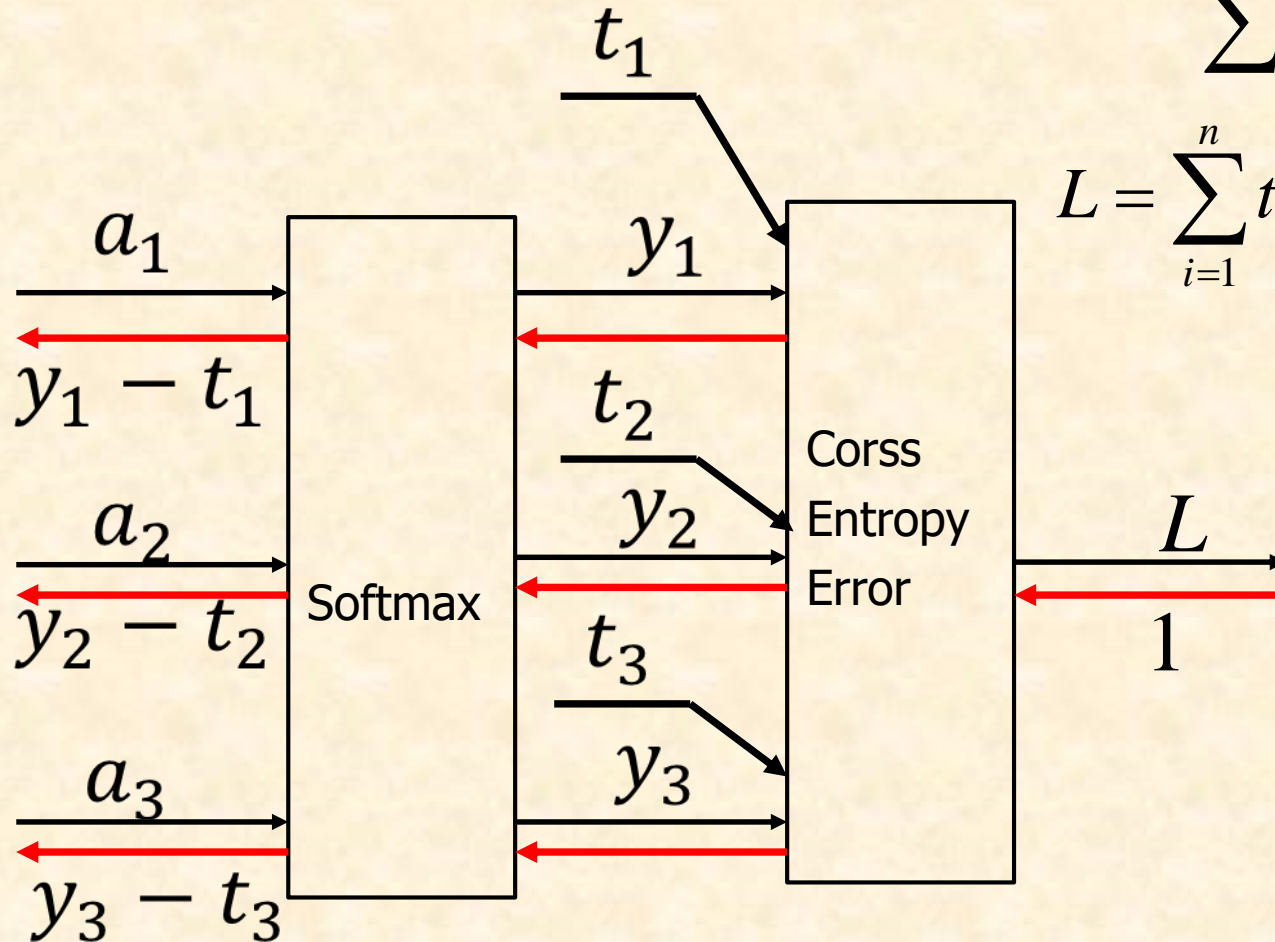 t₁
∑
n
L = ∑ t
i=1
a₁
y₁
y₁ − t₁
t₂
Corss
Entropy
Error
a₂
y₂
L
Softmax
y₂ − t₂
1
t₃
a₃
y₃
y₃ − t₃